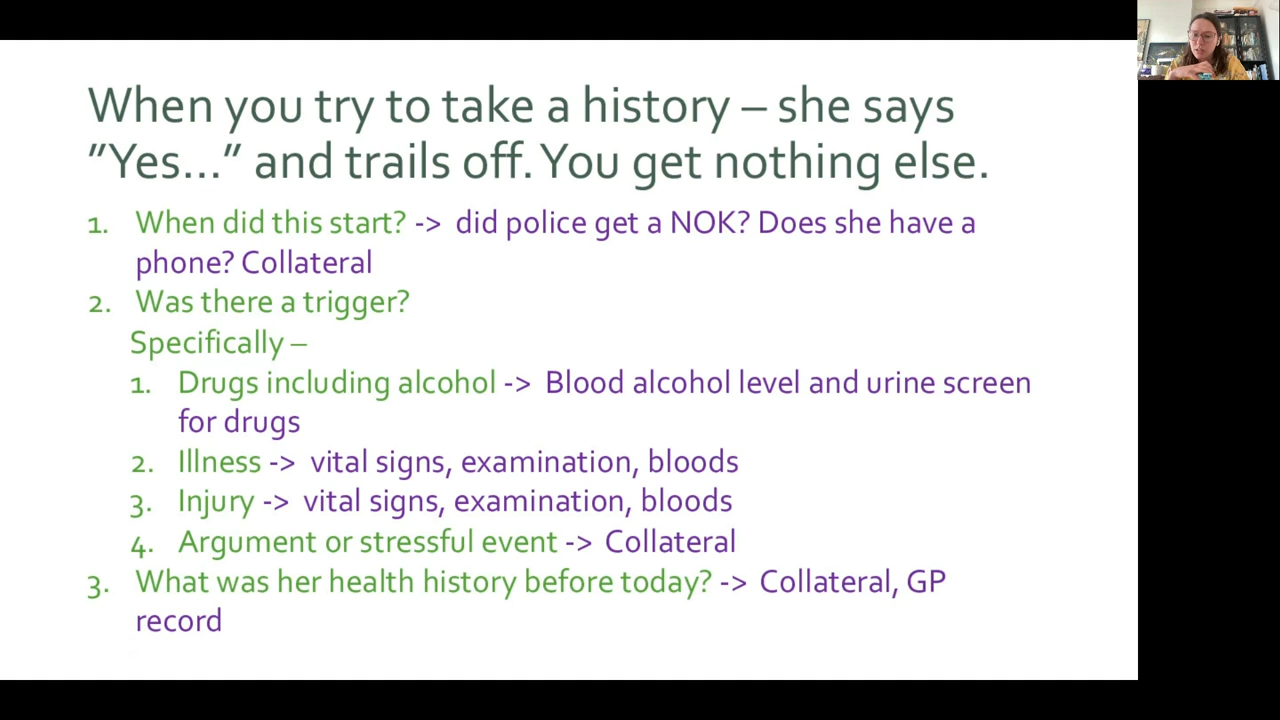 When you try to take a history – she says
”Yes…” and trails off. You get nothing else.
1. When did this start? -> did police get a NOK? Does she have a
phone? Collateral
2. Was there a trigger?
Specifically –
1. Drugs including alcohol -> Blood alcohol level and urine screen
for drugs
2. Illness -> vital signs, examination, bloods
3. Injury -> vital signs, examination, bloods
4. Argument or stressful event -> Collateral
3. What was her health history before today? -> Collateral, GP
record